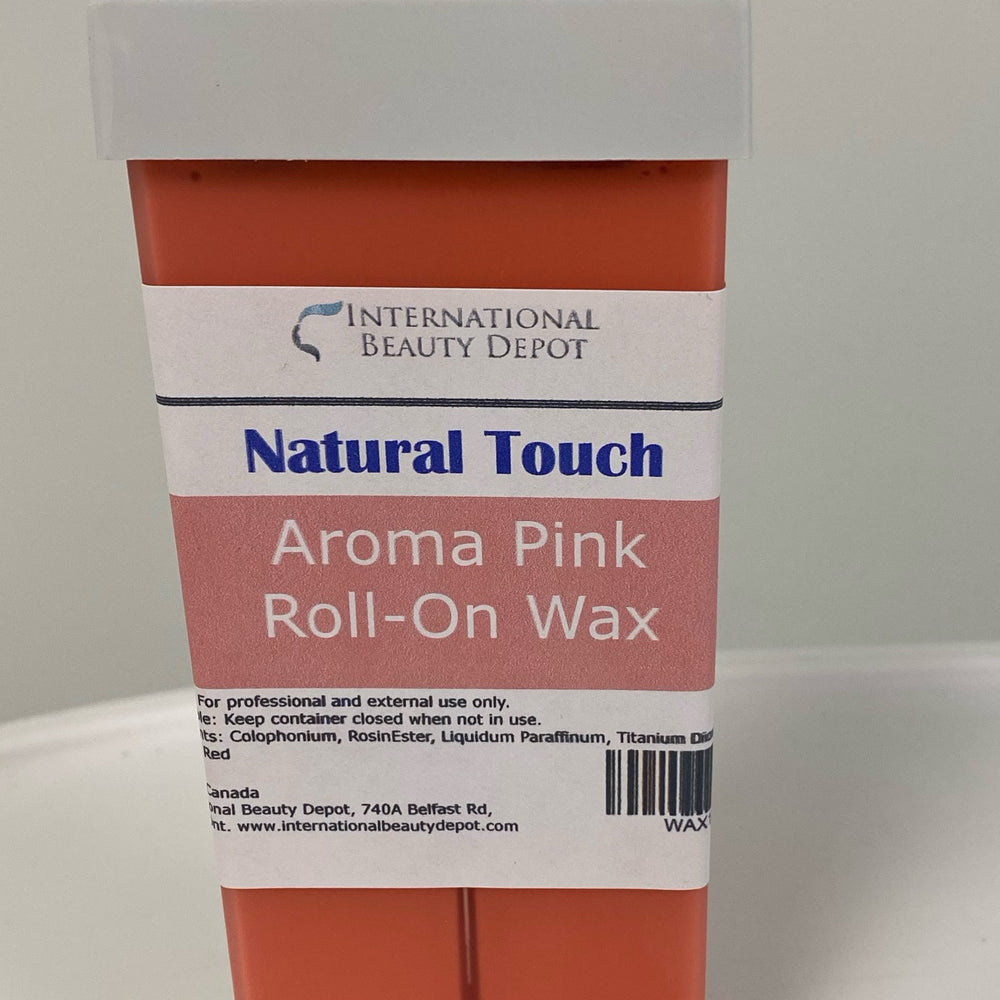 INTERNATIONAL
BEAUTY DEPOT
Natural Touch
Aroma Pink
Roll-On Wax
For professional and external use only.
Keep container closed when not in use.
Colophonium, RosinEster, Liquidum Paraffinum, Titanium
Red
Canada
Beauty Depot, 740A Belfast Rd,
www.internationalbeautydepot.com
WAX